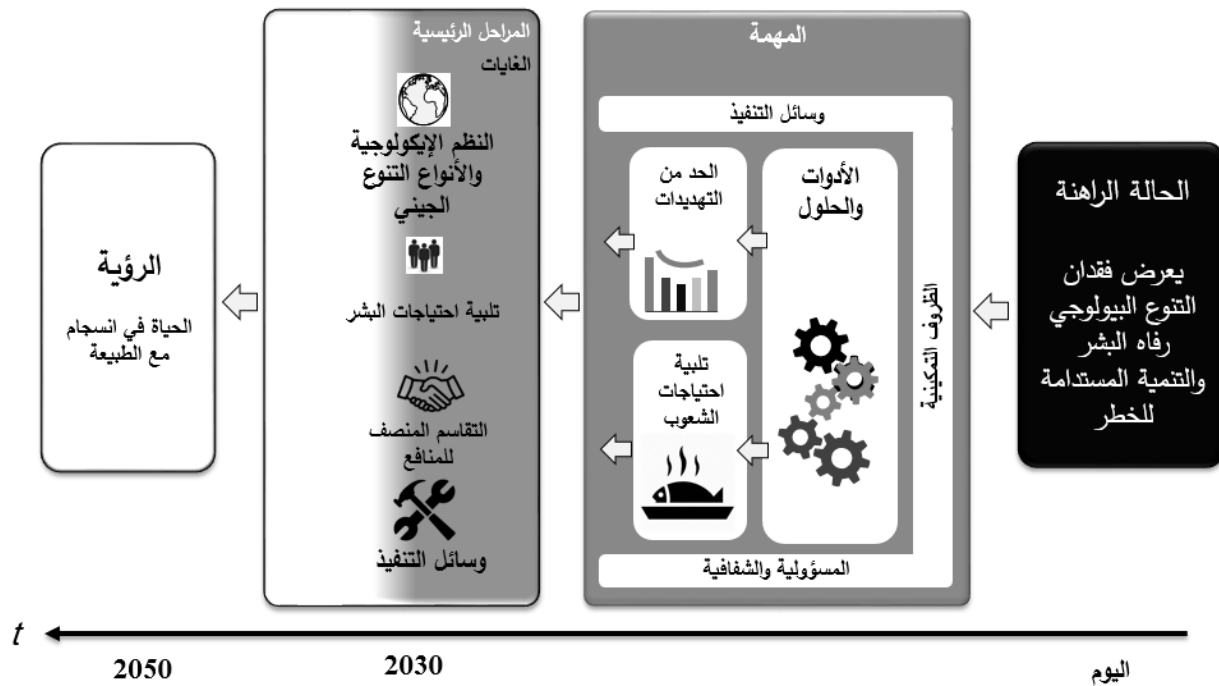 الحالة الراهنة
يعرض فقدان
التنوع البيولوجي
رفاه البشر
والتنمية المستدامة
للخطر
المهمة
وسائل التنفيذ
الظروف التمكينية
الأدوات
والحلول
الحد من
التهديدات
تلبية
احتياجات
الشعوب
المسؤولية والشفافية
المراحل الرئيسية
الغايات
النظم الإيكولوجية
والأنواع التنوع
الجيني
تلبية احتياجات البشر
التقاسم المنصف
للمنافع
وسائل التنفيذ
الرؤية
الحياة في انسجام
مع الطبيعة
t
اليوم
2030
2050